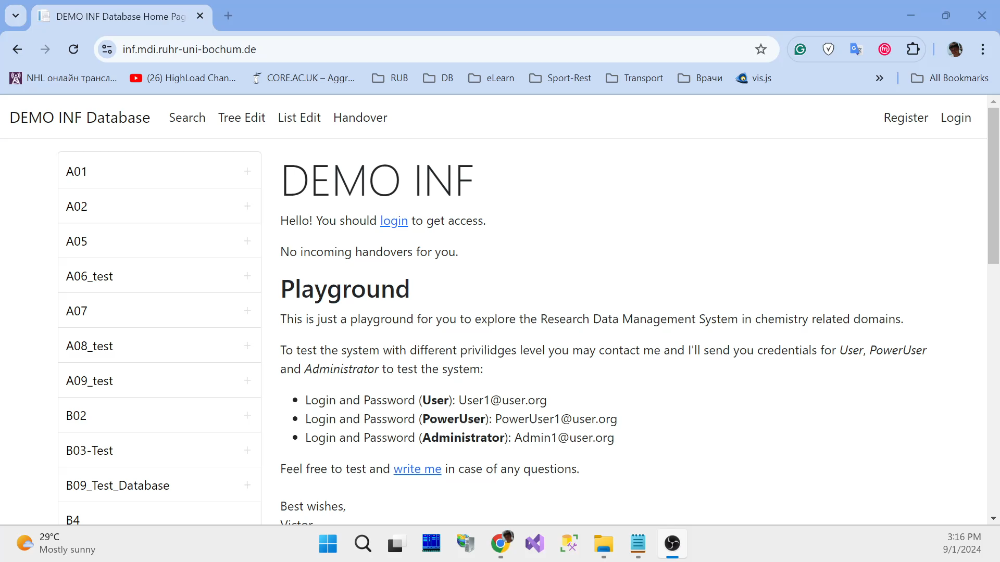 DEMO INF Database Home Pag
inf.mdi.ruhr-uni-bochum.de
NHL онлайн трансл...
(26) HighLoad Chan...
CORE.AC.UK – Aggr...
RUB
DB
eLearn
Sport-Rest
Transport
Врачи
vis.js
All Bookmarks
DEMO INF Database
Search
Tree Edit
List Edit
Handover
Register
Login
A01
A02
A05
A06_test
A07
A08_test
A09_test
B02
B03-Test
B09_Test_Database
B4
DEMO INF
Hello! You should login to get access.
No incoming handovers for you.
Playground
This is just a playground for you to explore the Research Data Management System in chemistry related domains.
To test the system with different privilidges level you may contact me and I'll send you credentials for User, PowerUser
and Administrator to test the system:
Login and Password (User): User1@user.org
Login and Password (PowerUser): PowerUser1@user.org
Login and Password (Administrator): Admin1@user.org
Feel free to test and write me in case of any questions.
Best wishes,
Victor
29°C
Mostly sunny
3:16 PM
9/1/2024